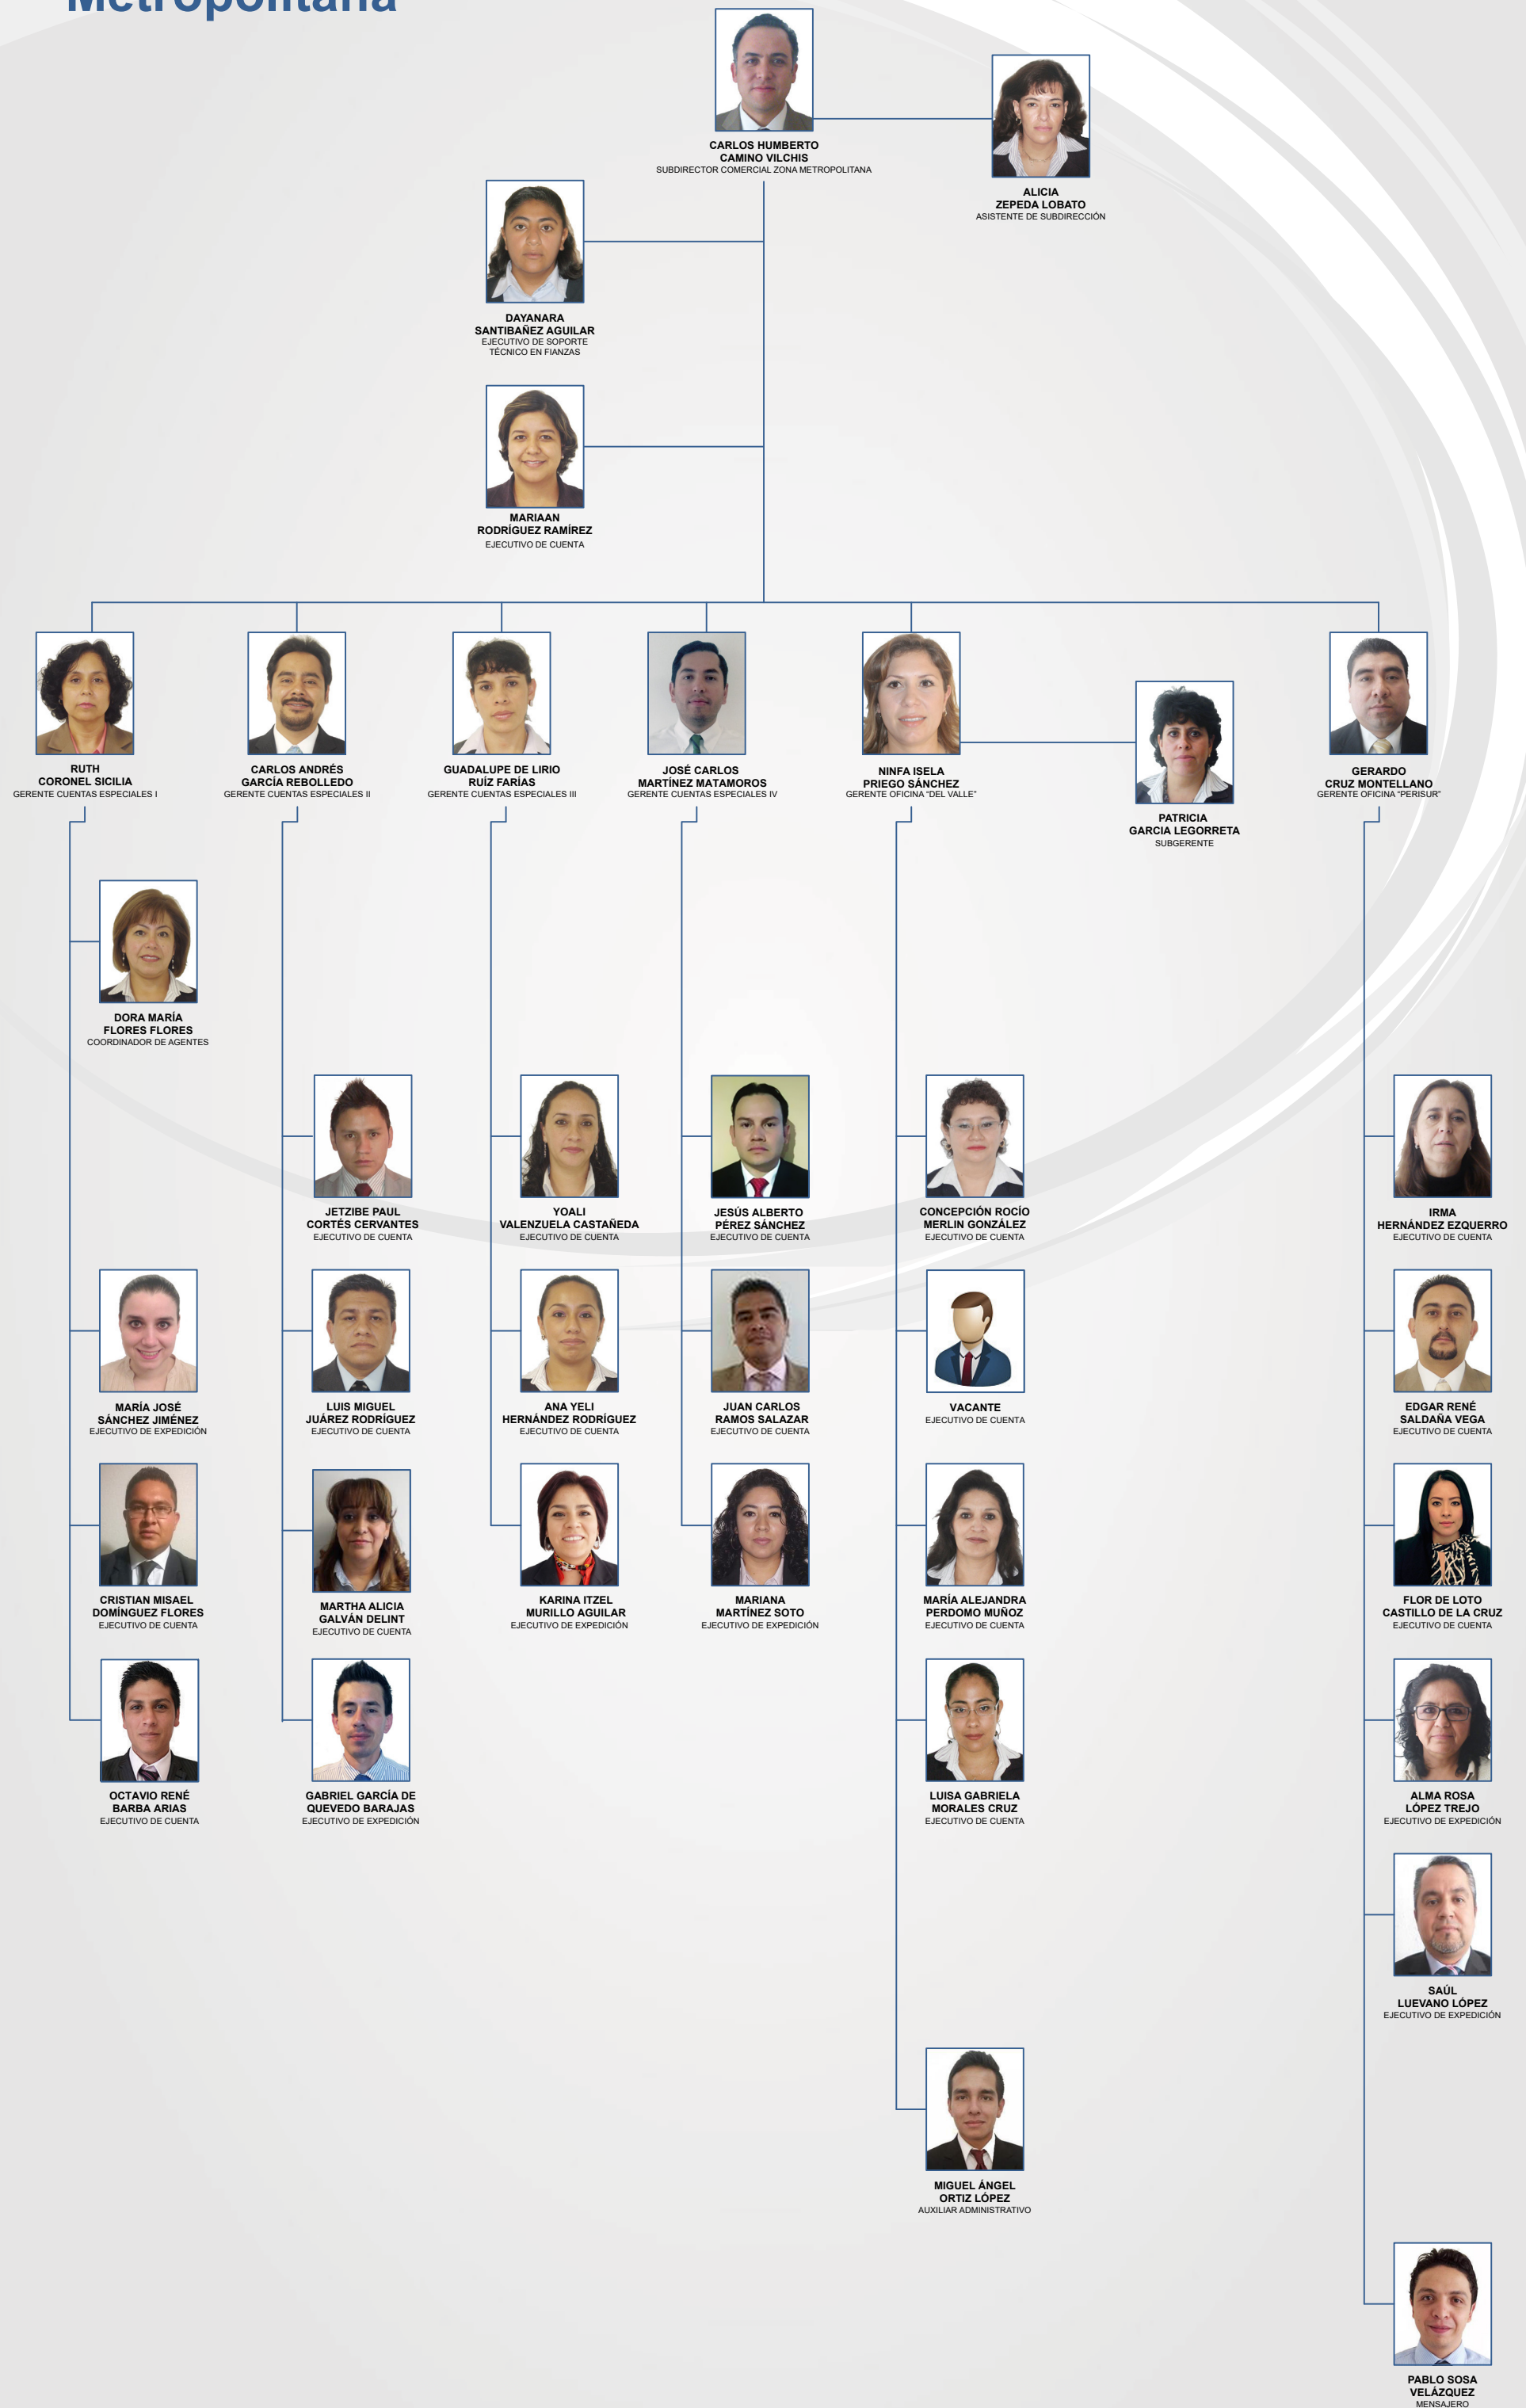 Metropolitana
CARLOS HUMBERTO
CAMINO VILCHIS
SUBDIRECTOR COMERCIAL ZONA METROPOLITANA
ALICIA
ZEPEDA LOBATO
ASISTENTE DE SUBDIRECCIÓN
DAYANARA
SANTIBAÑEZ AGUILAR
EJECUTIVO DE SOPORTE
TÉCNICO EN FIANZAS
MARIAAN
RODRÍGUEZ RAMÍREZ
EJECUTIVO DE CUENTA
RUTH
CORONEL SICILIA
GERENTE CUENTAS ESPECIALES I
CARLOS ANDRÉS
GARCÍA REBOLLEDO
GERENTE CUENTAS ESPECIALES II
GUADALUPE DE LIRIO
RUÍZ FARÍAS
GERENTE CUENTAS ESPECIALES III
JOSÉ CARLOS
MARTÍNEZ MATAMOROS
GERENTE CUENTAS ESPECIALES IV
NINFA ISELA
PRIEGO SÁNCHEZ
GERENTE OFICINA “DEL VALLE”
PATRICIA
GARCIA LEGORRETA
SUBGERENTE
GERARDO
CRUZ MONTELLANO
GERENTE OFICINA “PERISUR”
DORA MARÍA
FLORES FLORES
COORDINADOR DE AGENTES
JETZIBE PAUL
CORTÉS CERVANTES
EJECUTIVO DE CUENTA
YOALI
VALENZUELA CASTAÑEDA
EJECUTIVO DE CUENTA
JESÚS ALBERTO
PÉREZ SÁNCHEZ
EJECUTIVO DE CUENTA
CONCEPCIÓN ROCÍO
MERLIN GONZÁLEZ
EJECUTIVO DE CUENTA
IRMA
HERNÁNDEZ EZQUERRO
EJECUTIVO DE CUENTA
MARÍA JOSÉ
SÁNCHEZ JIMÉNEZ
EJECUTIVO DE EXPEDICIÓN
LUIS MIGUEL
JUÁREZ RODRÍGUEZ
EJECUTIVO DE CUENTA
ANA YELI
HERNÁNDEZ RODRÍGUEZ
EJECUTIVO DE CUENTA
JUAN CARLOS
RAMOS SALAZAR
EJECUTIVO DE CUENTA
VACANTE
EJECUTIVO DE CUENTA
EDGAR RENÉ
SALDAÑA VEGA
EJECUTIVO DE CUENTA
CRISTIAN MISAEL
DOMÍNGUEZ FLORES
EJECUTIVO DE CUENTA
MARTHA ALICIA
GALVÁN DELINT
EJECUTIVO DE CUENTA
KARINA ITZEL
MURILLO AGUILAR
EJECUTIVO DE EXPEDICIÓN
MARIANA
MARTÍNEZ SOTO
EJECUTIVO DE EXPEDICIÓN
MARÍA ALEJANDRA
PERDOMO MUÑOZ
EJECUTIVO DE CUENTA
FLOR DE LOTO
CASTILLO DE LA CRUZ
EJECUTIVO DE CUENTA
OCTAVIO RENÉ
BARBA ARIAS
EJECUTIVO DE CUENTA
GABRIEL GARCÍA DE
QUEVEDO BARAJAS
EJECUTIVO DE EXPEDICIÓN
LUISA GABRIELA
MORALES CRUZ
EJECUTIVO DE CUENTA
ALMA ROSA
LÓPEZ TREJO
EJECUTIVO DE EXPEDICIÓN
SAÚL
LUEVANO LÓPEZ
EJECUTIVO DE EXPEDICIÓN
MIGUEL ÁNGEL
ORTIZ LÓPEZ
AUXILIAR ADMINISTRATIVO
PABLO SOSA
VELÁZQUEZ
MENSAJERO